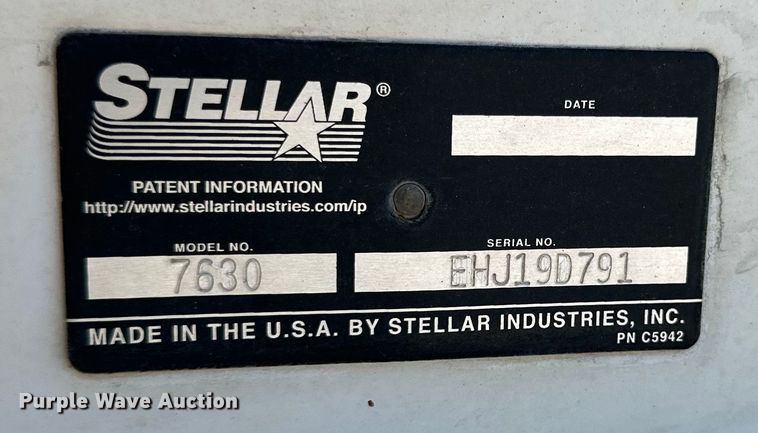 STELLAR®
DATE
PATENT INFORMATION
http://www.stellarindustries.com/ip
MODEL NO.
SERIAL NO.
7630
EHJ19D791
MADE IN THE U.S.A. BY STELLAR INDUSTRIES, INC.
PN C5942
Purple Wave Auction